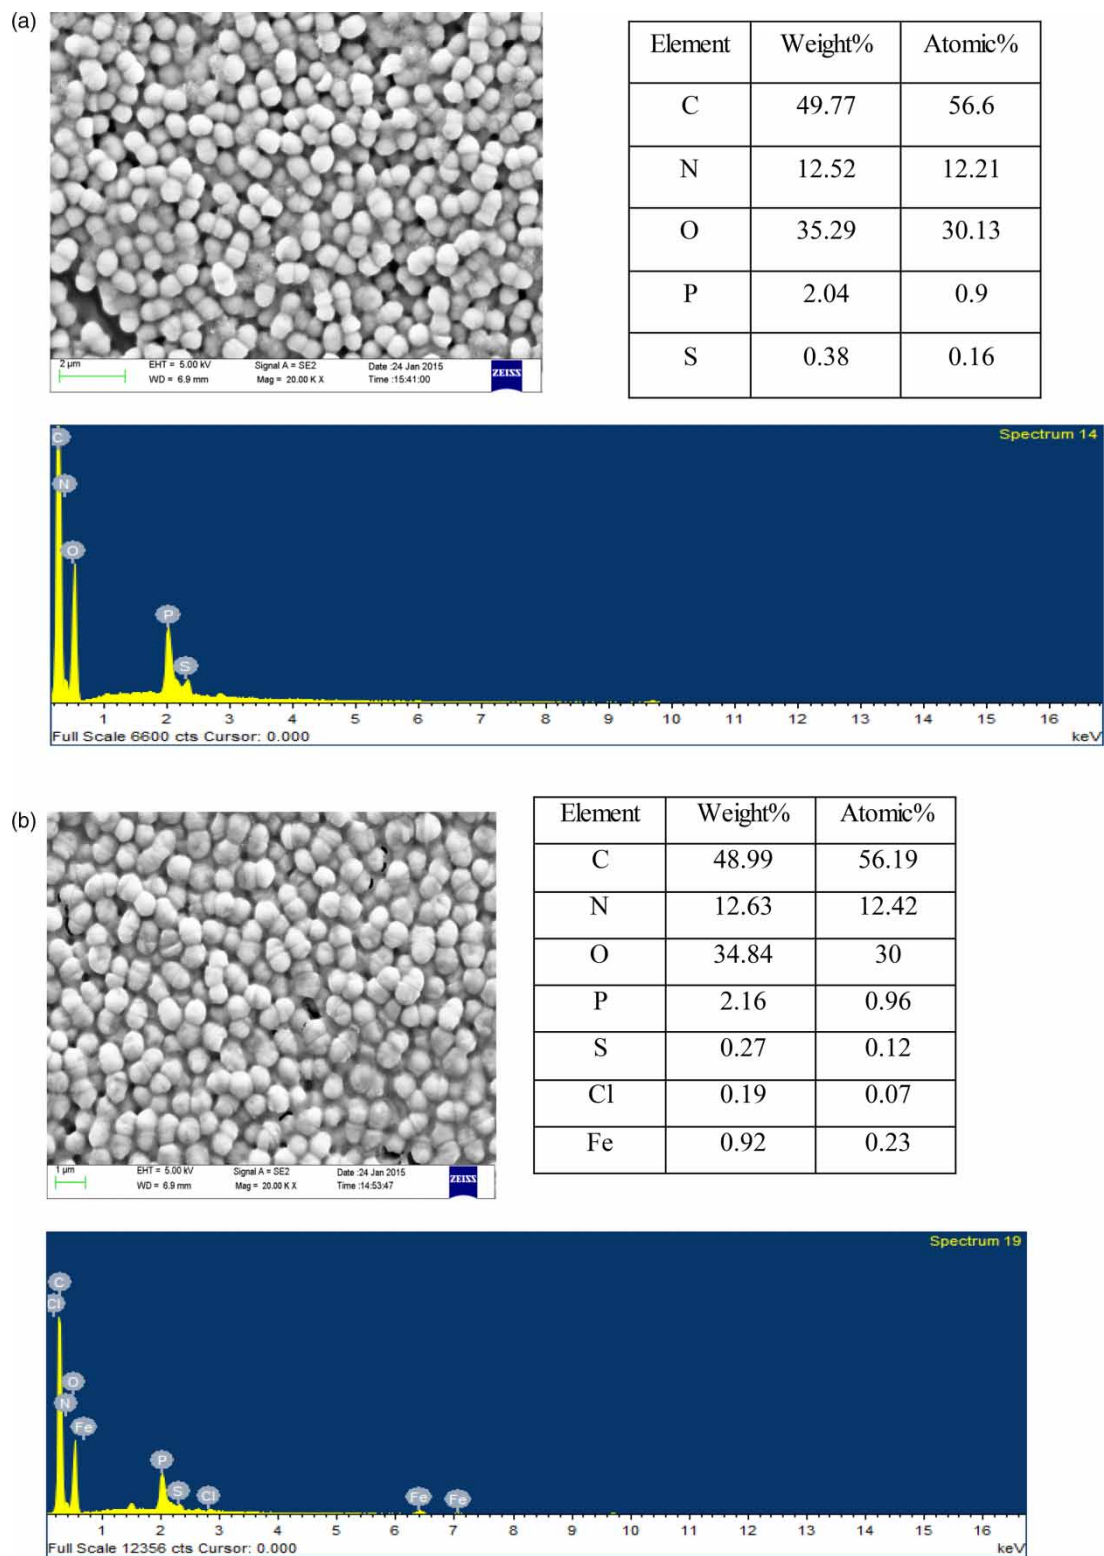 (a)
Element Weight% Atomic%
C 49.77 56.6
N 12.52 12.21
O 35.29 30.13
P 2.04 0.9
S 0.38 0.16
2 µm EHT = 5.00 kV Signal A = SE2 Date :24 Jan 2015
WD = 6.9 mm Mag = 20.00 K X Time :15:41:00
ZEISS
Spectrum 14
C
N
O
P
S
1 2 3 4 5 6 7 8 9 10 11 12 13 14 15 16
Full Scale 6600 cts Cursor: 0.000 keV
(b)
Element Weight% Atomic%
C 48.99 56.19
N 12.63 12.42
O 34.84 30
P 2.16 0.96
S 0.27 0.12
Cl 0.19 0.07
Fe 0.92 0.23
1 µm EHT = 5.00 kV Signal A = SE2 Date :24 Jan 2015
WD = 6.9 mm Mag = 20.00 K X Time :14:53:47
ZEISS
Spectrum 19
C
Cl
O
N
Fe
P
S Cl Fe Fe
1 2 3 4 5 6 7 8 9 10 11 12 13 14 15 16
Full Scale 12356 cts Cursor: 0.000 keV